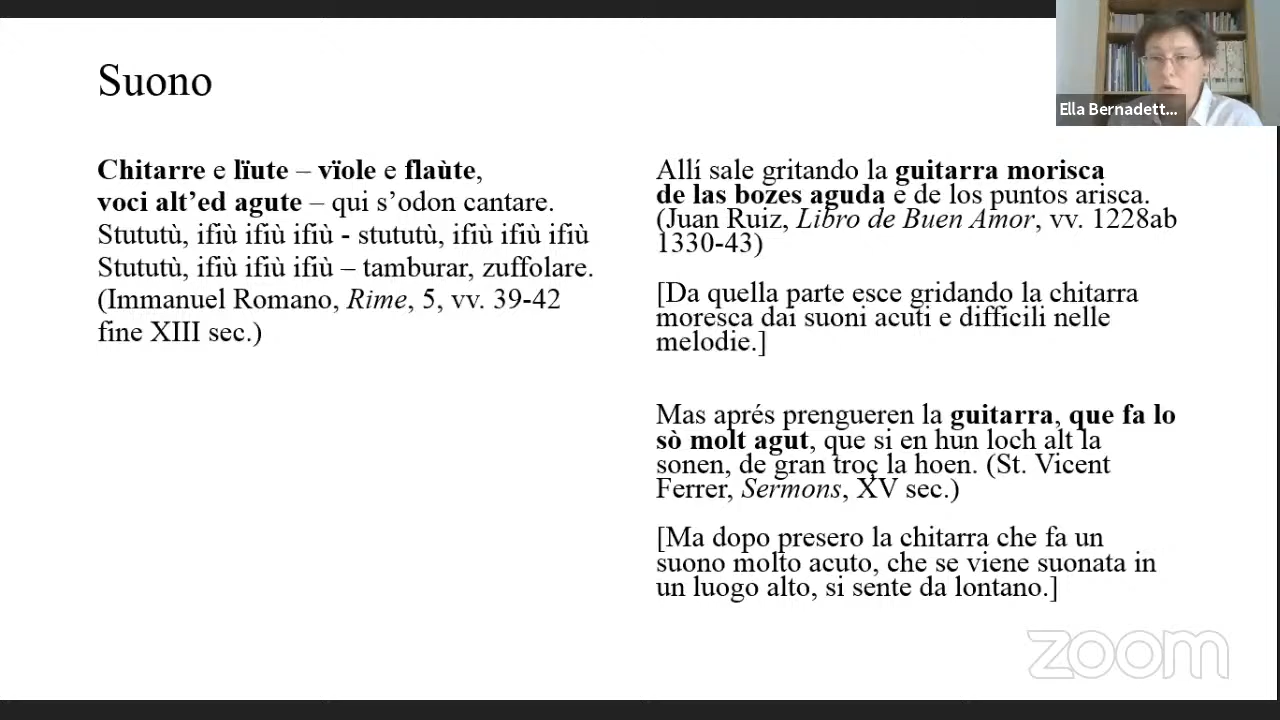 Suono
Chitarre e lïute – vïole e flaùte,
voci alt’ed agute – qui s’odon cantare.
Stututù, ifiù ifiù ifiù - stututù, ifiù ifiù ifiù
Stututù, ifiù ifiù ifiù – tamburar, zuffolare.
(Immanuel Romano, Rime, 5, vv. 39-42
fine XIII sec.)
Allí sale gritando la guitarra morisca
de las bozes aguda e de los puntos arisca.
(Juan Ruiz, Libro de Buen Amor, vv. 1228ab
1330-43)
[Da quella parte esce gridando la chitarra
moresca dai suoni acuti e difficili nelle
melodie.]
Mas aprés prengueren la guitarra, que fa lo
sò molt agut, que si en hun loch alt la
sonen, de gran troç la hoen. (St. Vicent
Ferrer, Sermons, XV sec.)
[Ma dopo presero la chitarra che fa un
suono molto acuto, che se viene suonata in
un luogo alto, si sente da lontano.]
Ella Bernadett...
zoom